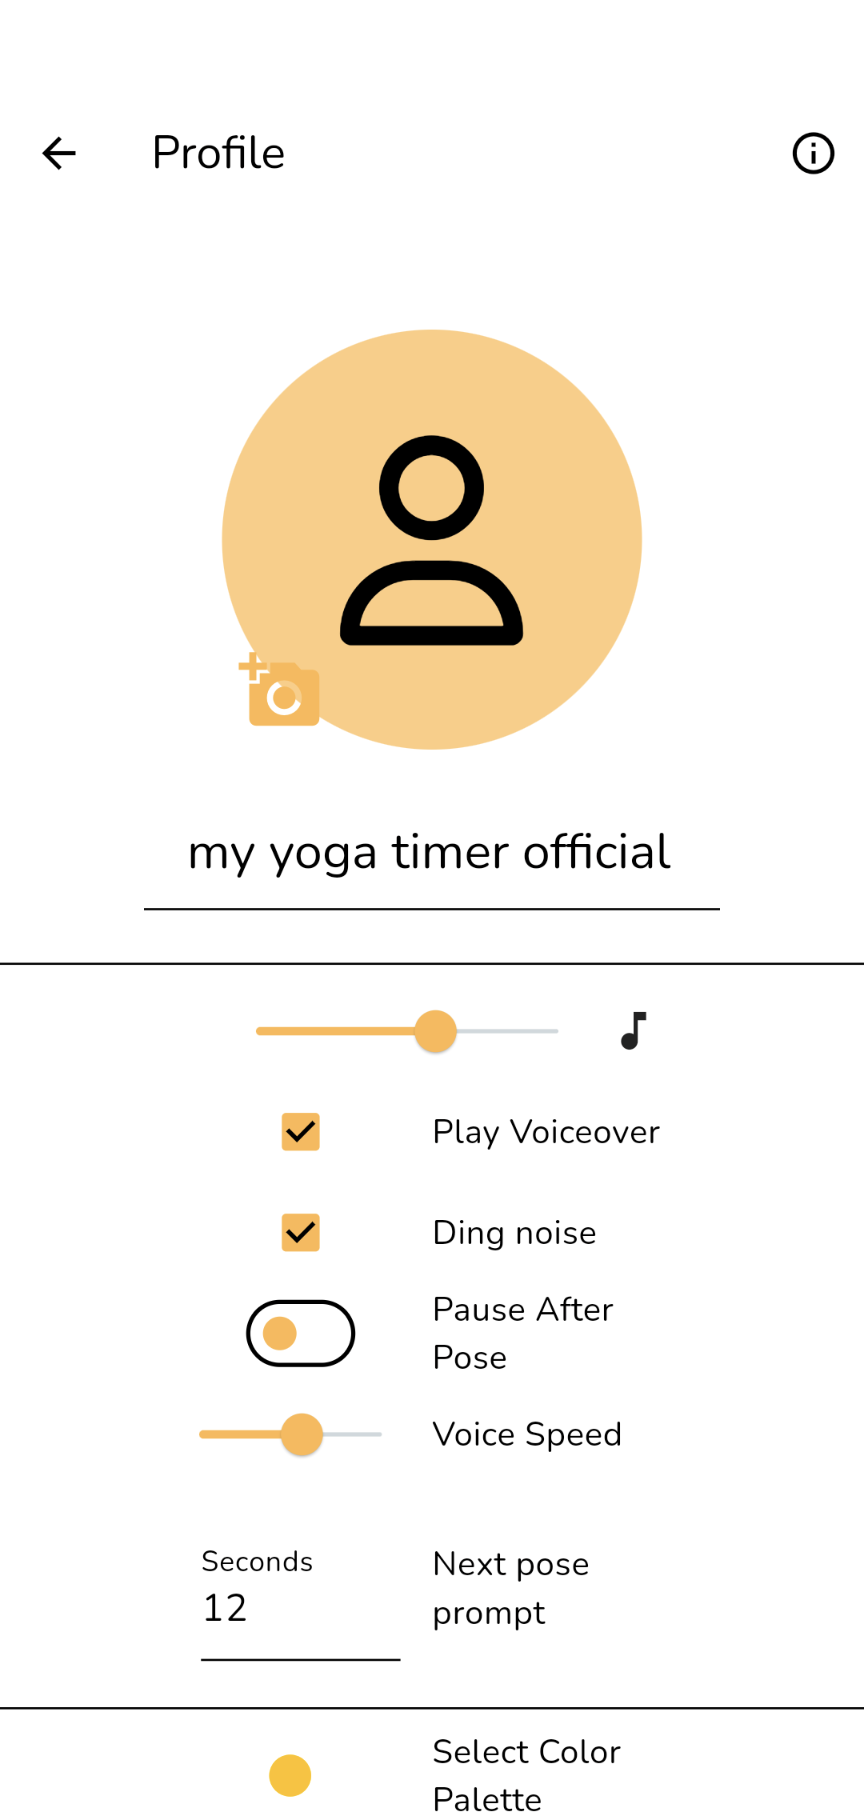 Profile
my yoga timer official
Play Voiceover
Ding noise
Pause After
Pose
Voice Speed
Seconds
12
Next pose
prompt
Select Color
Palette